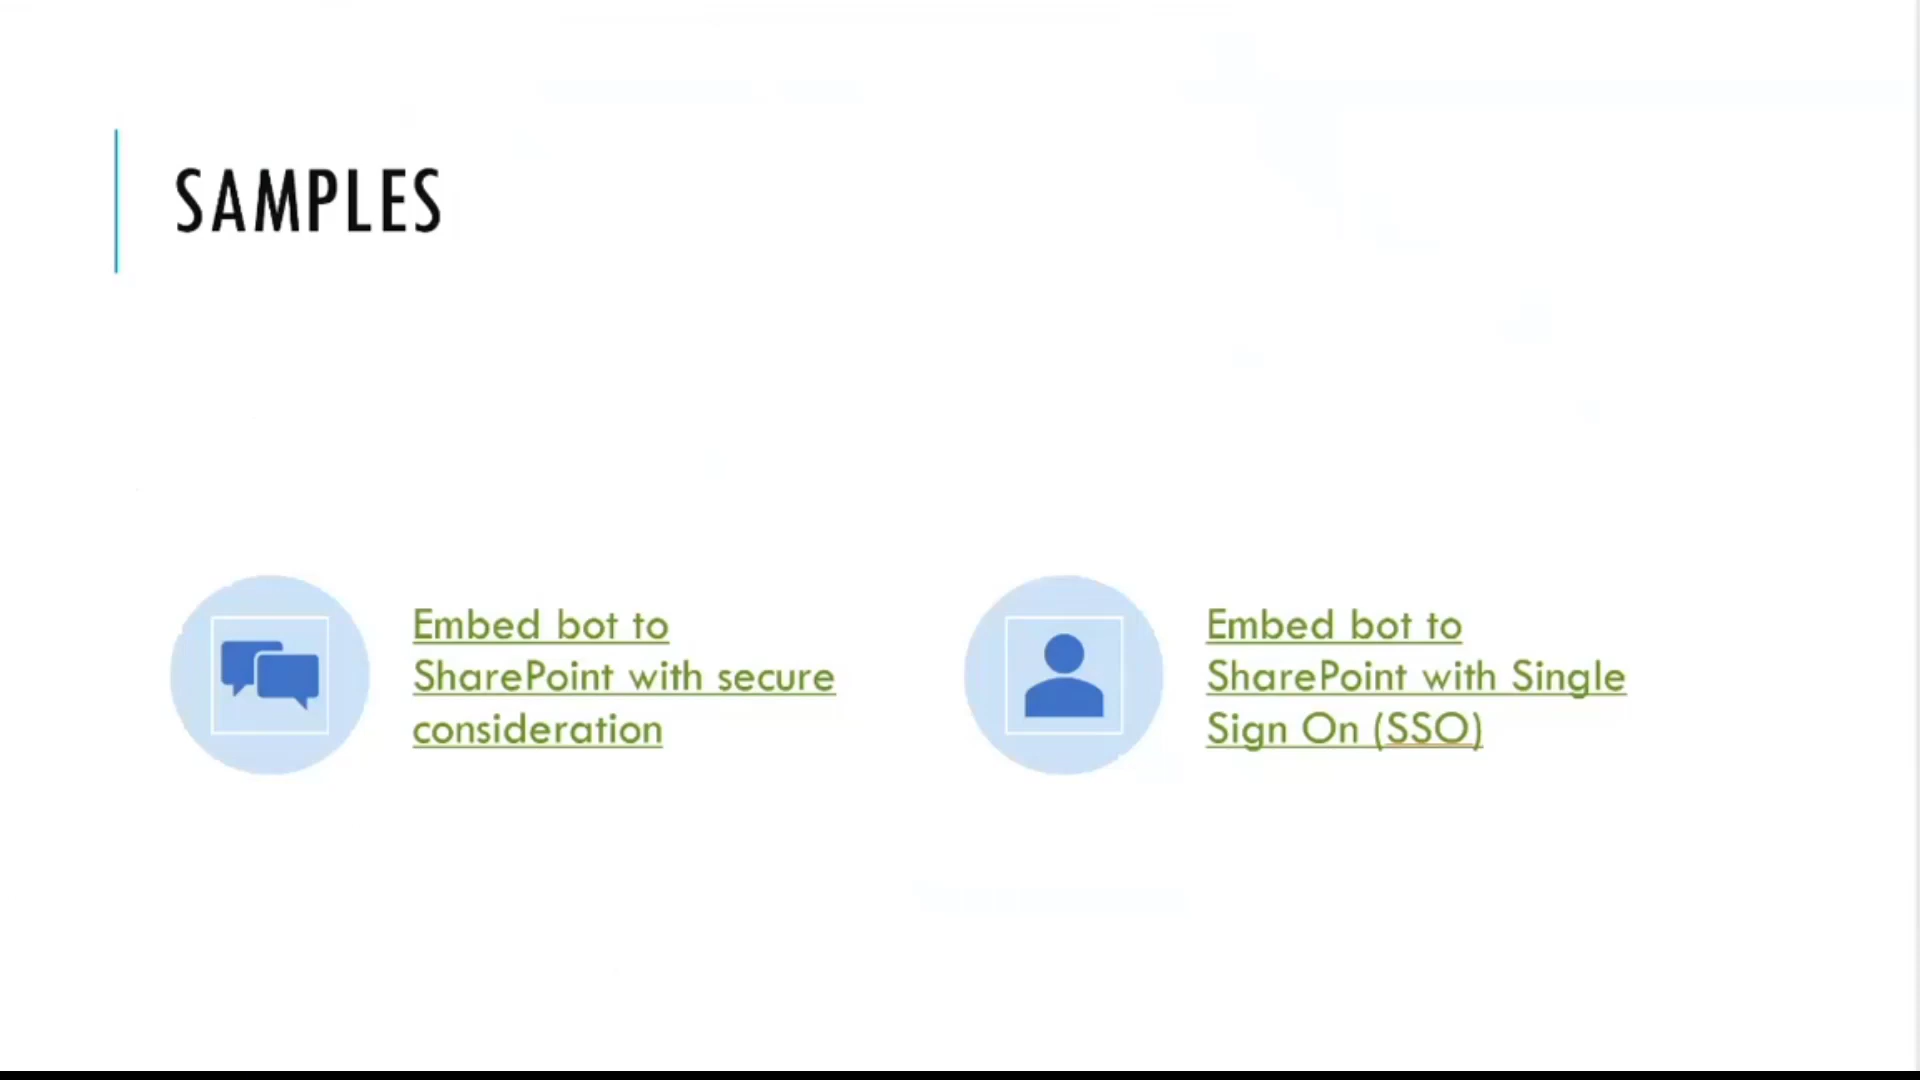 SAMPLES
Embed bot to
SharePoint with secure
consideration
Embed bot to
SharePoint with Single
Sign On (SSO)